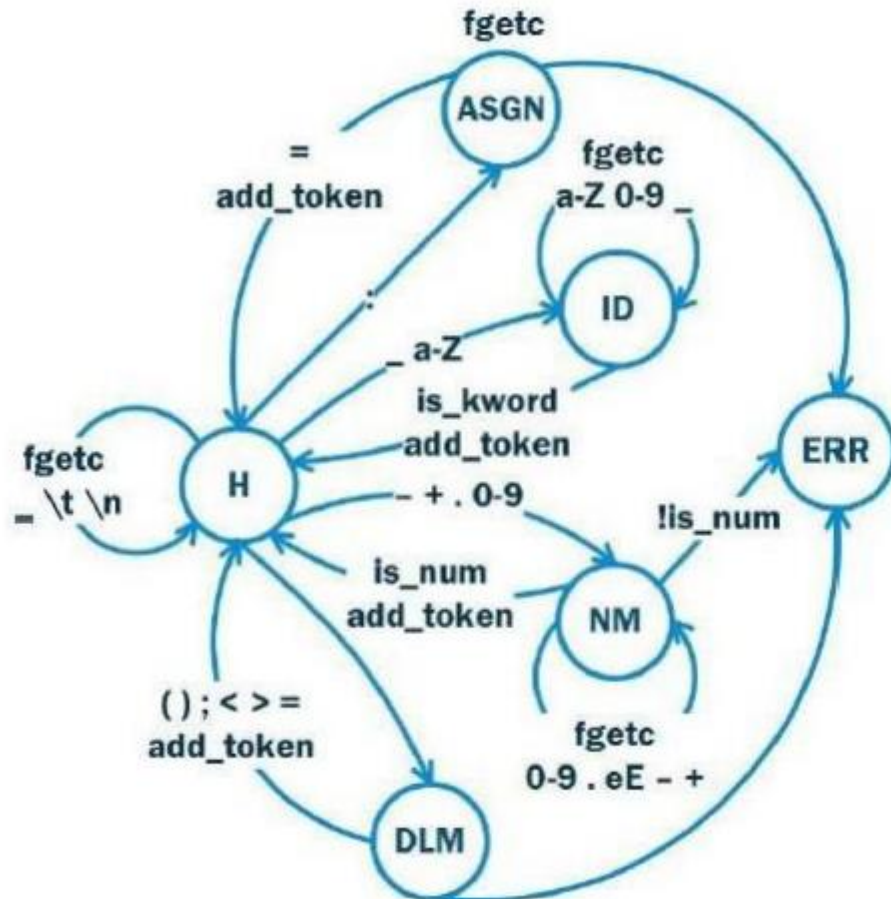 fgetc
ASGN
=
add_token
fgetc
a-Z 0-9 _
:
ID
_ a-Z
is_kword
add_token
ERR
fgetc
_ \t \n
H
– + . 0-9
!is_num
is_num
add_token
NM
( ) ; < > =
add_token
fgetc
0-9 . eE – +
DLM